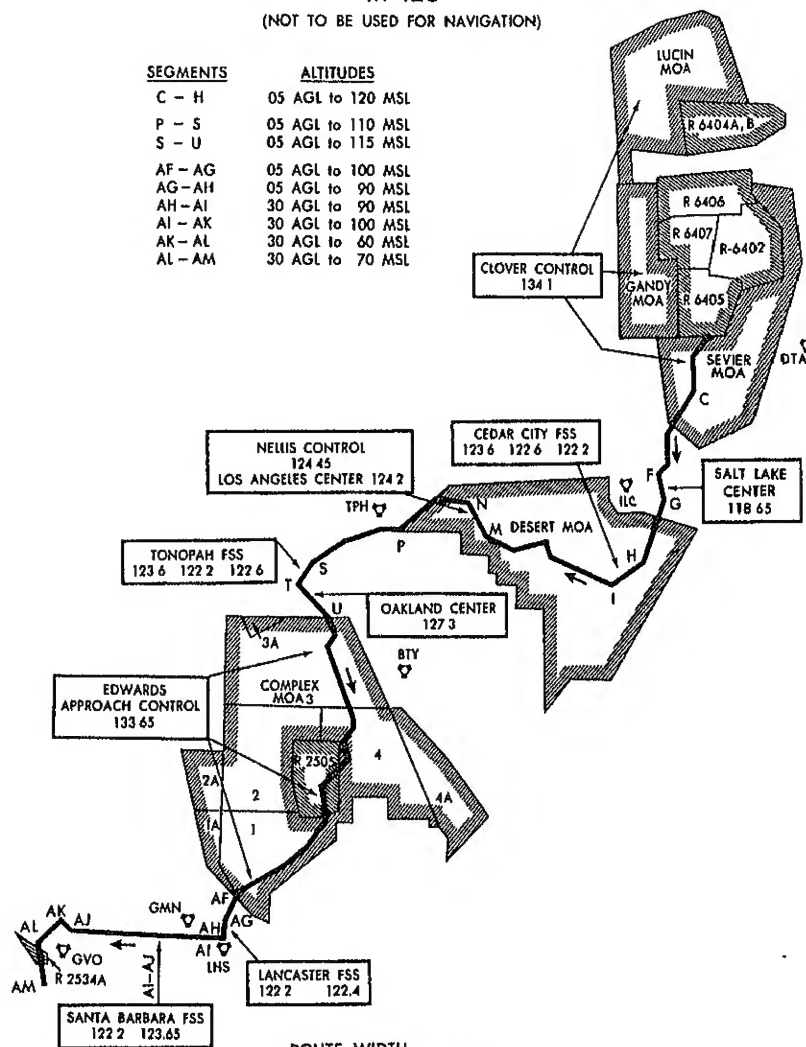 (NOT TO BE USED FOR NAVIGATION)
SEGMENTS ALTITUDES
C – H 05 AGL to 120 MSL
P – S 05 AGL to 110 MSL
S – U 05 AGL to 115 MSL
AF – AG 05 AGL to 100 MSL
AG – AH 05 AGL to 90 MSL
AH – AI 30 AGL to 90 MSL
AI – AK 30 AGL to 100 MSL
AK – AL 30 AGL to 60 MSL
AL – AM 30 AGL to 70 MSL
LUCIN
MOA
R 6404A, B
R 6406
R 6407
R-6402
CLOVER CONTROL
134 1
GANDY
MOA
R 6405
SEVIER
MOA
DTA
C
NELLIS CONTROL
124 45
LOS ANGELES CENTER 124 2
CEDAR CITY FSS
123 6 122 6 122 2
F
G
SALT LAKE
CENTER
118 65
TPH
N
ILC
M
DESERT MOA
P
H
I
TONOPAH FSS
123 6 122 2 122 6
S
T
U
OAKLAND CENTER
127 3
3A
BTY
EDWARDS
APPROACH CONTROL
133 65
COMPLEX
MOA 3
R 2505
4
2A
2
4A
1A
1
AF
AG
AK
AJ
GMN
AH
AL
AI
LHS
GVO
R 2534A
AM
AI–AJ
LANCASTER FSS
122 2 122.4
SANTA BARBARA FSS
122 2 123.65